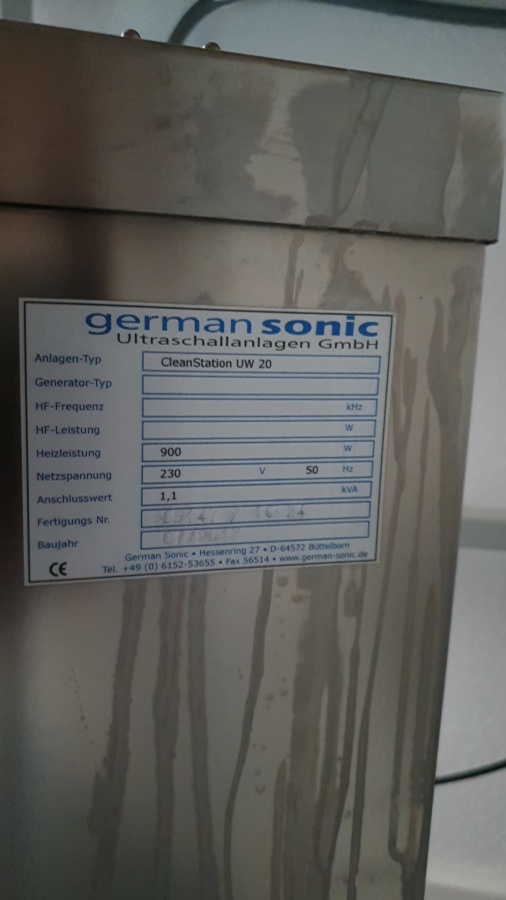 german sonic
Ultraschallanlagen GmbH
Anlagen-Typ CleanStation UW 20
Generator-Typ
HF-Frequenz kHz
HF-Leistung W
Heizleistung 900 W
Netzspannung 230 V 50 Hz
Anschlusswert 1,1 kVA
Fertigungs Nr.
Baujahr
German Sonic • Hessenring 27 • D-64572 Büttelborn
CE Tel. +49 (0) 6152-53655 • Fax 56514 • www.german-sonic.de